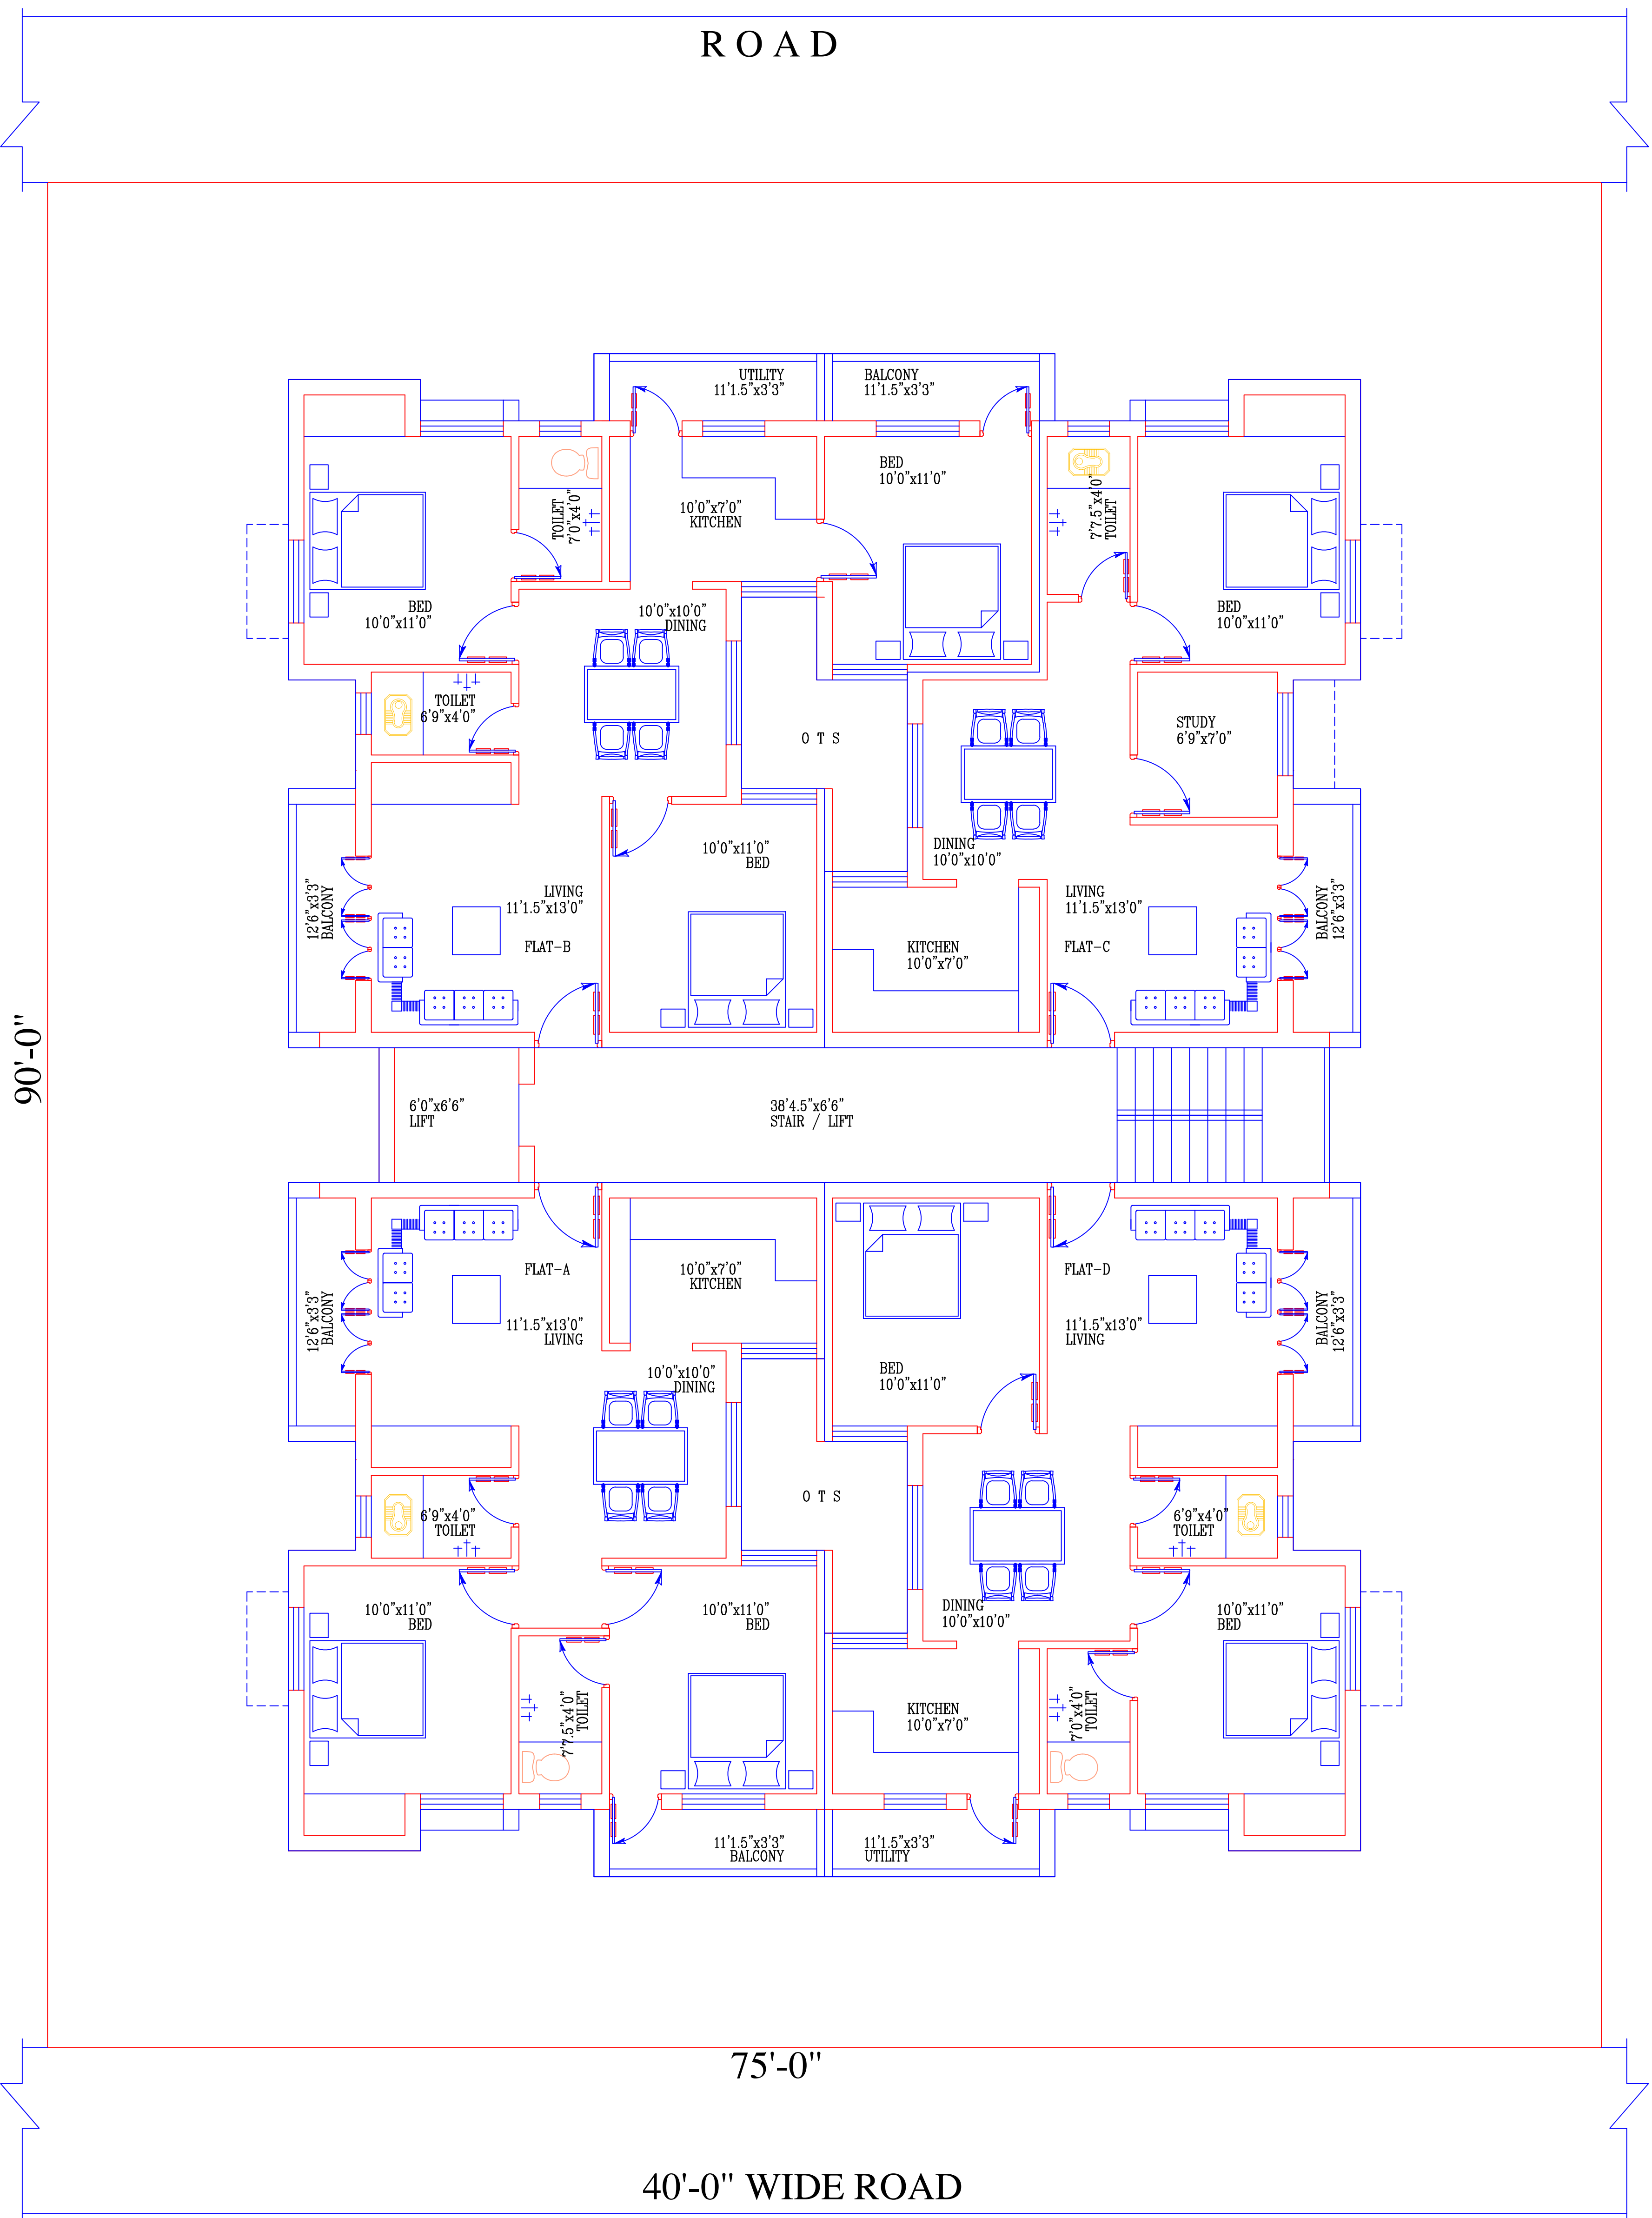 R O A D
UTILITY
11'1.5"x3'3"
BALCONY
11'1.5"x3'3"
BED
10'0"x11'0"
10'0"x7'0"
KITCHEN
TOILET
7'0"x4'0"
7'7.5"x4'0"
TOILET
BED
10'0"x11'0"
10'0"x10'0"
DINING
BED
10'0"x11'0"
TOILET
6'9"x4'0"
O T S
STUDY
6'9"x7'0"
10'0"x11'0"
BED
DINING
10'0"x10'0"
12'6"x3'3"
BALCONY
LIVING
11'1.5"x13'0"
FLAT-B
LIVING
11'1.5"x13'0"
FLAT-C
BALCONY
12'6"x3'3"
KITCHEN
10'0"x7'0"
90'-0"
6'0"x6'6"
LIFT
38'4.5"x6'6"
STAIR / LIFT
FLAT-A
11'1.5"x13'0"
LIVING
12'6"x3'3"
BALCONY
10'0"x7'0"
KITCHEN
FLAT-D
11'1.5"x13'0"
LIVING
BALCONY
12'6"x3'3"
10'0"x10'0"
DINING
BED
10'0"x11'0"
O T S
6'9"x4'0"
TOILET
6'9"x4'0"
TOILET
10'0"x11'0"
BED
10'0"x11'0"
BED
DINING
10'0"x10'0"
10'0"x11'0"
BED
7'7.5"x4'0"
TOILET
KITCHEN
10'0"x7'0"
7'0"x4'0"
TOILET
11'1.5"x3'3"
BALCONY
11'1.5"x3'3"
UTILITY
75'-0"
40'-0" WIDE ROAD